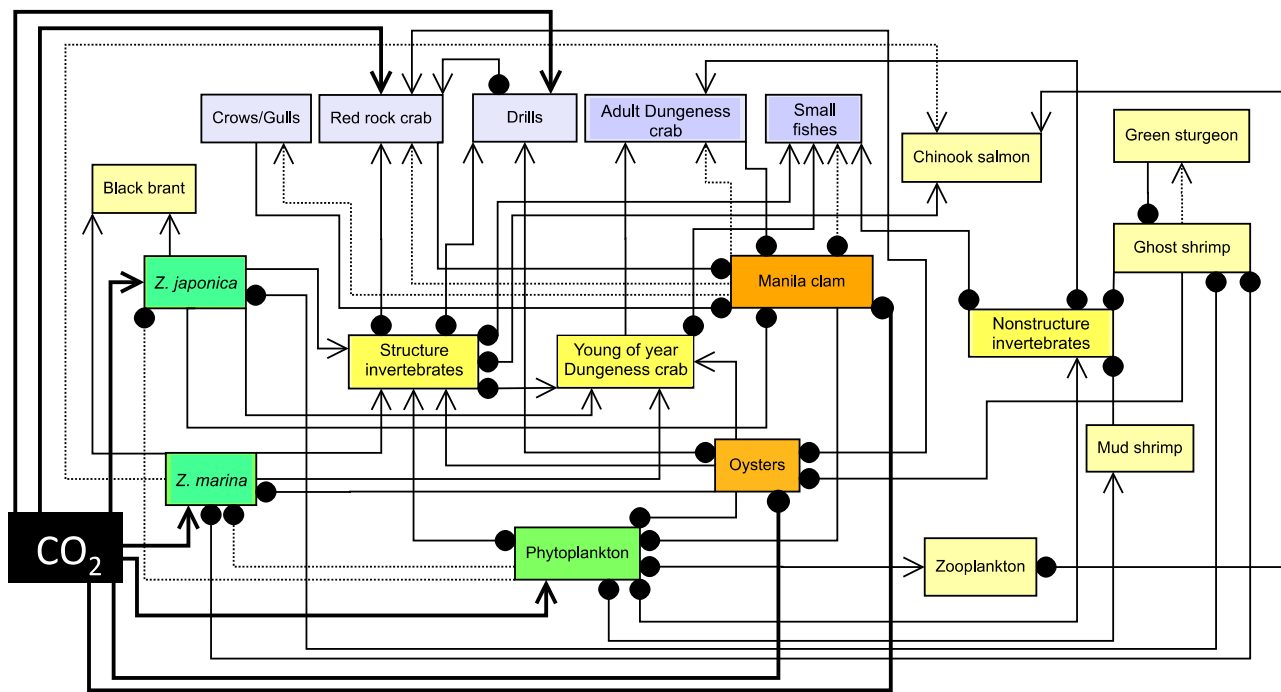 Crows/Gulls
Red rock crab
Drills
Adult Dungeness
crab
Small
fishes
Chinook salmon
Green sturgeon
Black brant
Z. japonica
Manila clam
Ghost shrimp
Structure
invertebrates
Young of year
Dungeness crab
Nonstructure
invertebrates
Z. marina
Oysters
Mud shrimp
CO₂
Phytoplankton
Zooplankton